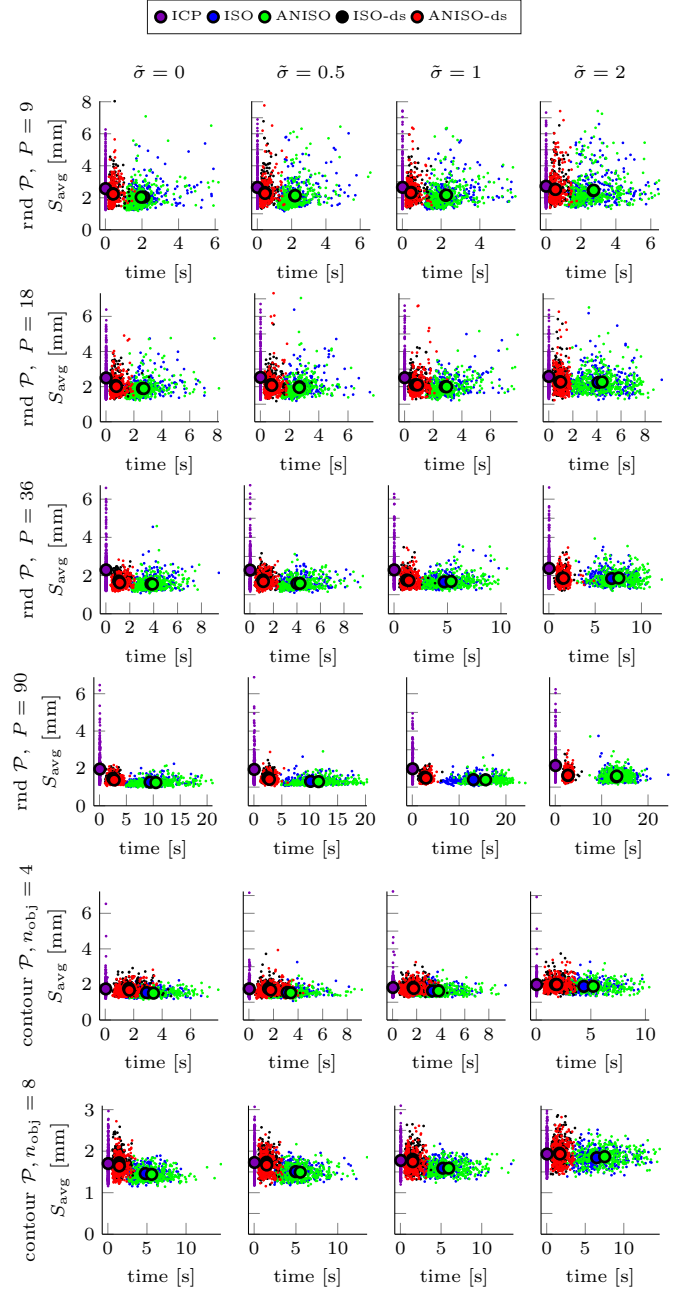 ICP ISO ANISO ISO-ds ANISO-ds
σ̃ = 0 σ̃ = 0.5 σ̃ = 1 σ̃ = 2
rnd 𝒫, P = 9
S_avg [mm]
0 2 4 6 8
0 2 4 6
0 2 4 6
0 2 4
0 2 4 6
time [s] time [s] time [s] time [s]
rnd 𝒫, P = 18
S_avg [mm]
0 2 4 6
0 2 4 6 8
0 2 4 6
0 2 4 6
0 2 4 6 8
time [s] time [s] time [s] time [s]
rnd 𝒫, P = 36
S_avg [mm]
0 2 4 6
0 2 4 6 8
0 2 4 6 8
0 5 10
0 5 10
time [s] time [s] time [s] time [s]
rnd 𝒫, P = 90
S_avg [mm]
0 2 4 6
0 5 10 15 20
0 5 10 15 20
0 10 20
0 10 20
time [s] time [s] time [s] time [s]
contour 𝒫, n_obj = 4
S_avg [mm]
0 2 4 6
0 2 4 6
0 2 4 6 8
0 2 4 6 8
0 5 10
time [s] time [s] time [s] time [s]
contour 𝒫, n_obj = 8
S_avg [mm]
0 1 2 3
0 5 10
0 5 10
0 5 10
0 5 10
time [s] time [s] time [s] time [s]